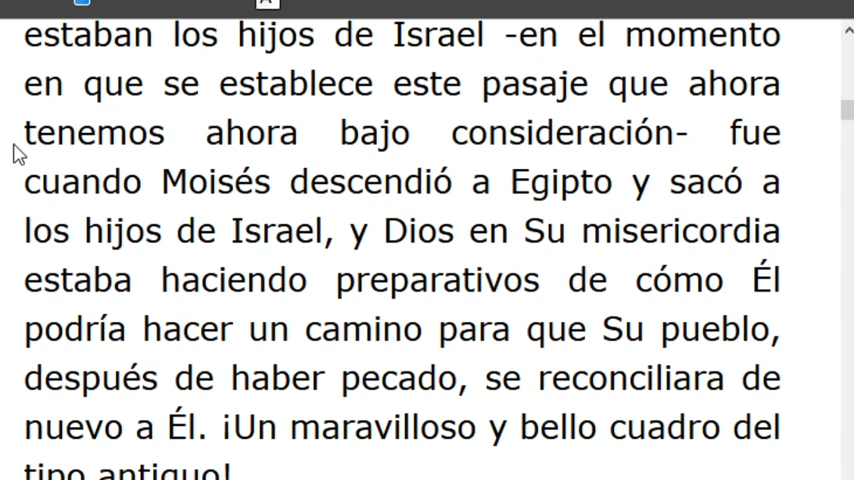 estaban los hijos de Israel -en el momento
en que se establece este pasaje que ahora
tenemos ahora bajo consideración- fue
cuando Moisés descendió a Egipto y sacó a
los hijos de Israel, y Dios en Su misericordia
estaba haciendo preparativos de cómo Él
podría hacer un camino para que Su pueblo,
después de haber pecado, se reconciliara de
nuevo a Él. ¡Un maravilloso y bello cuadro del
tipo antiguo!